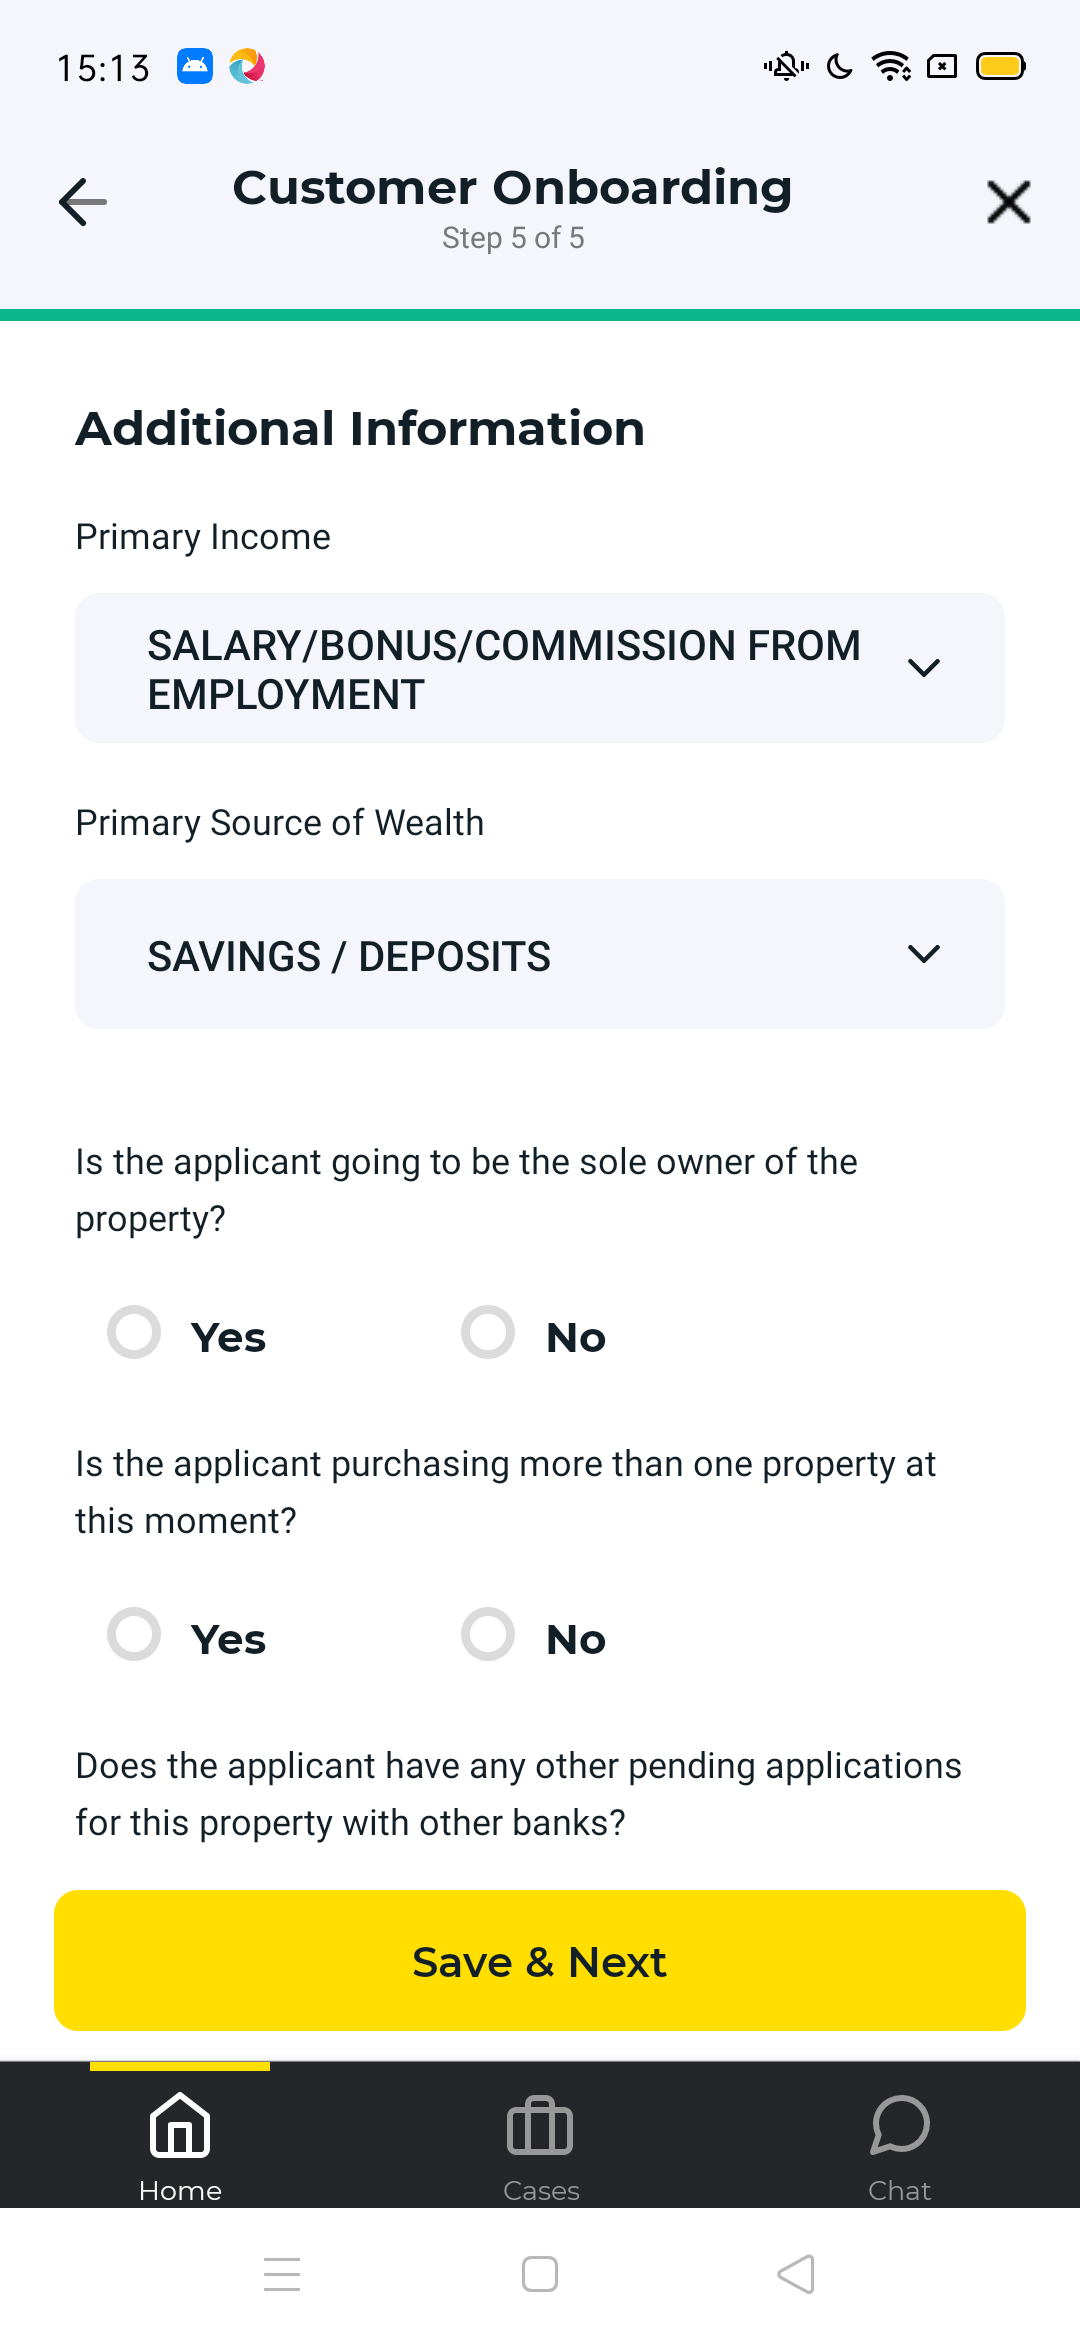 15:13
Customer Onboarding
Step 5 of 5
Additional Information
Primary Income
SALARY/BONUS/COMMISSION FROM
EMPLOYMENT
Primary Source of Wealth
SAVINGS / DEPOSITS
Is the applicant going to be the sole owner of the
property?
Yes No
Is the applicant purchasing more than one property at
this moment?
Yes No
Does the applicant have any other pending applications
for this property with other banks?
Save & Next
Home Cases Chat